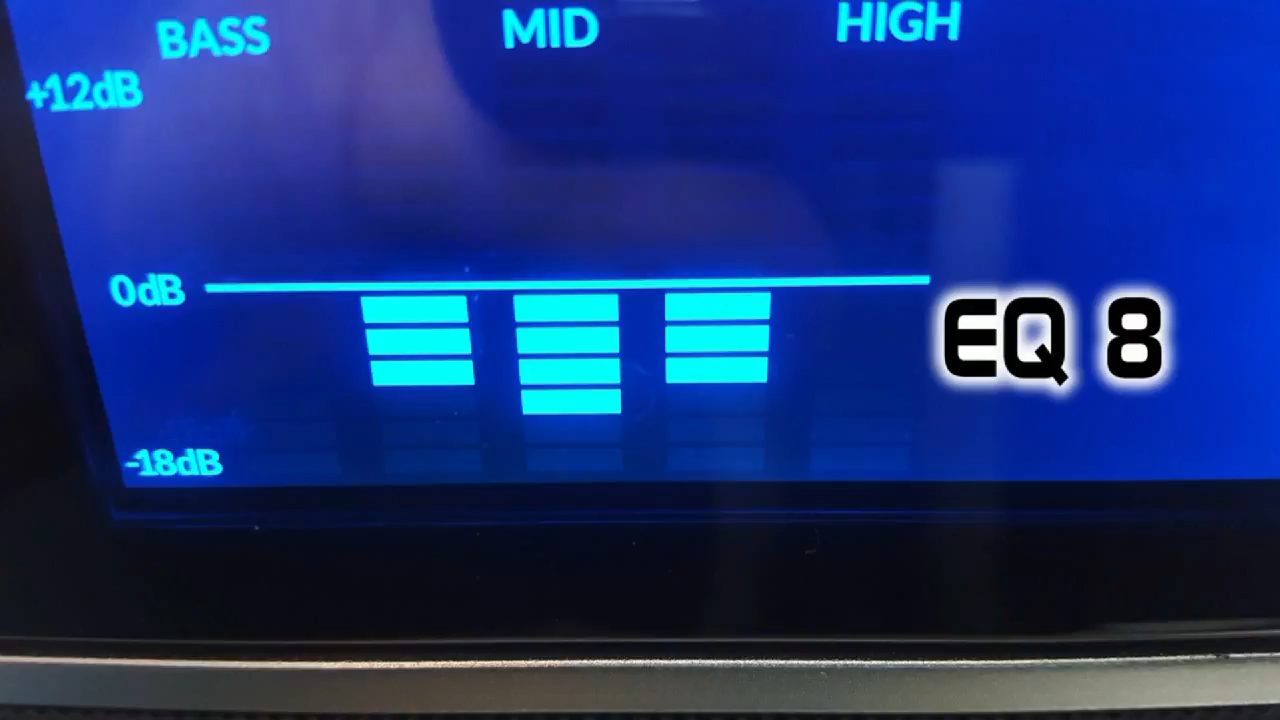 BASS MID HIGH
+12dB
0dB
EQ 8
-18dB